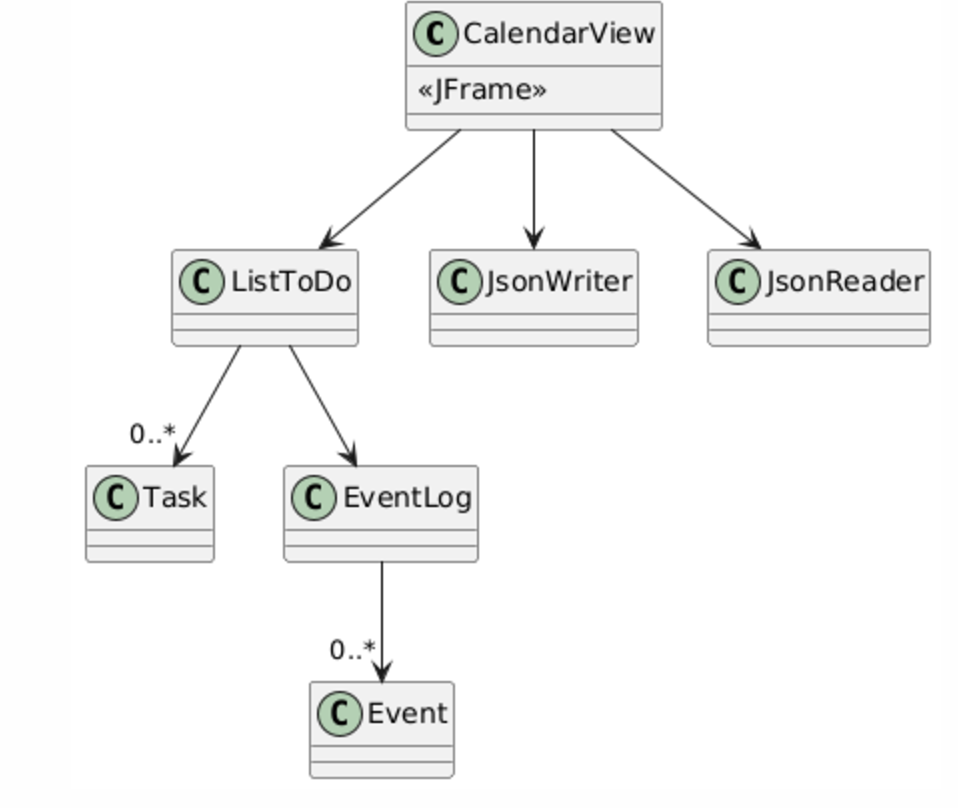 C CalendarView
«JFrame»
C ListToDo
C JsonWriter
C JsonReader
0..*
C Task
C EventLog
0..*
C Event